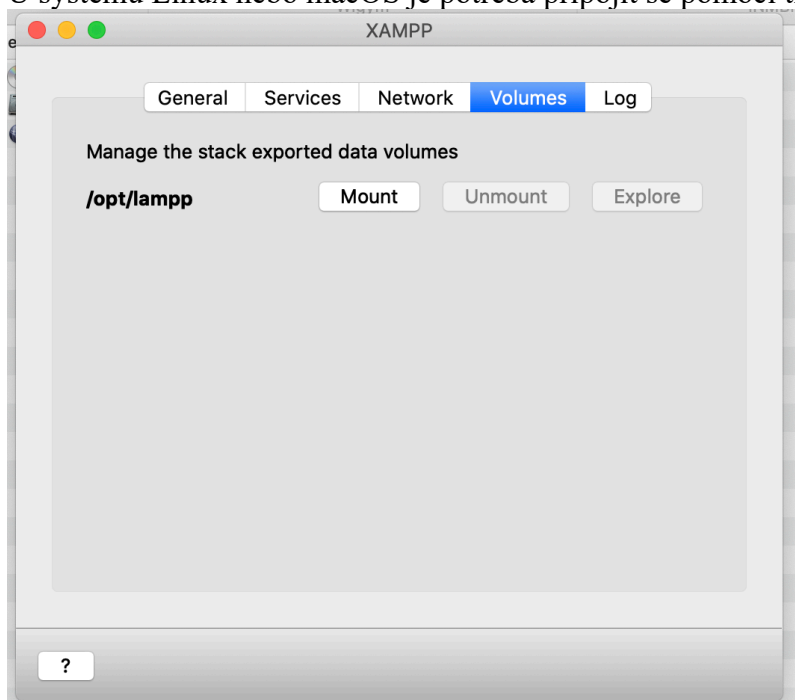 XAMPP
General Services Network Volumes Log
Manage the stack exported data volumes
/opt/lampp Mount Unmount Explore
?